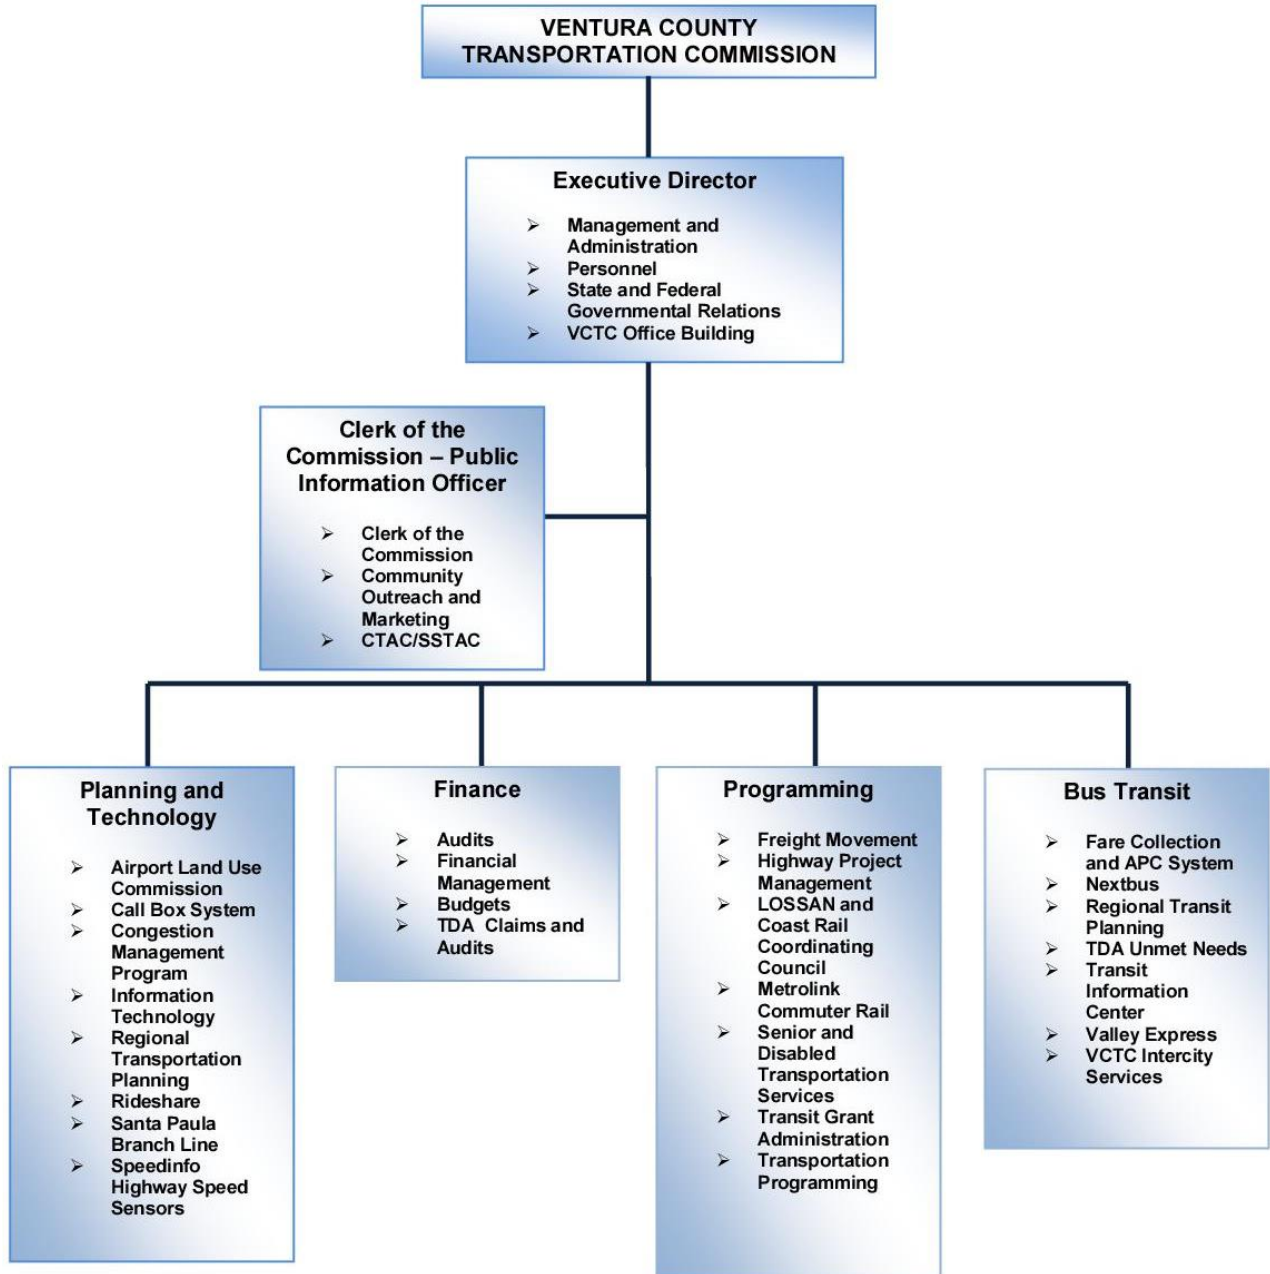 VENTURA COUNTY
TRANSPORTATION COMMISSION
Executive Director
➢ Management and
Administration
➢ Personnel
➢ State and Federal
Governmental Relations
➢ VCTC Office Building
Clerk of the
Commission – Public
Information Officer
➢ Clerk of the
Commission
➢ Community
Outreach and
Marketing
➢ CTAC/SSTAC
Planning and
Technology
➢ Airport Land Use
Commission
➢ Call Box System
➢ Congestion
Management
Program
➢ Information
Technology
➢ Regional
Transportation
Planning
➢ Rideshare
➢ Santa Paula
Branch Line
➢ Speedinfo
Highway Speed
Sensors
Finance
➢ Audits
➢ Financial
Management
➢ Budgets
➢ TDA Claims and
Audits
Programming
➢ Freight Movement
➢ Highway Project
Management
➢ LOSSAN and
Coast Rail
Coordinating
Council
➢ Metrolink
Commuter Rail
➢ Senior and
Disabled
Transportation
Services
➢ Transit Grant
Administration
➢ Transportation
Programming
Bus Transit
➢ Fare Collection
and APC System
➢ Nextbus
➢ Regional Transit
Planning
➢ TDA Unmet Needs
➢ Transit
Information
Center
➢ Valley Express
➢ VCTC Intercity
Services